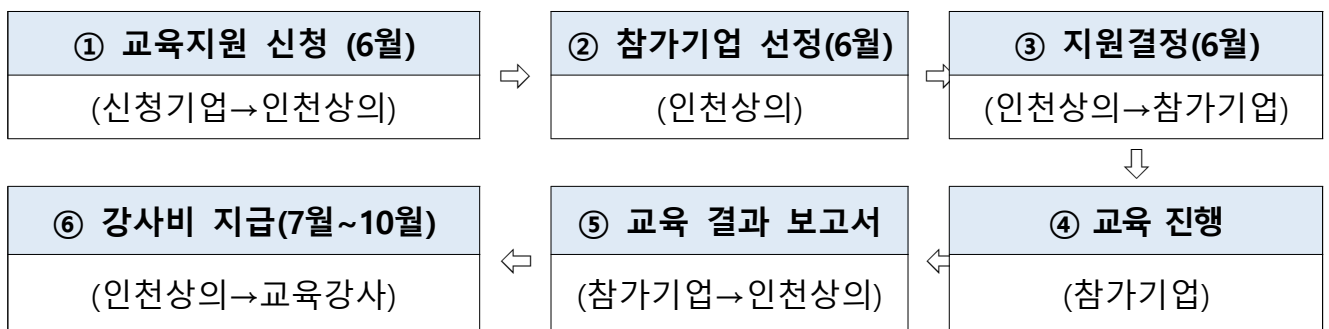 ① 교육지원 신청 (6월)
(신청기업→인천상의)
② 참가기업 선정(6월)
(인천상의)
③ 지원결정(6월)
(인천상의→참가기업)
④ 교육 진행
(참가기업)
⑤ 교육 결과 보고서
(참가기업→인천상의)
⑥ 강사비 지급(7월~10월)
(인천상의→교육강사)